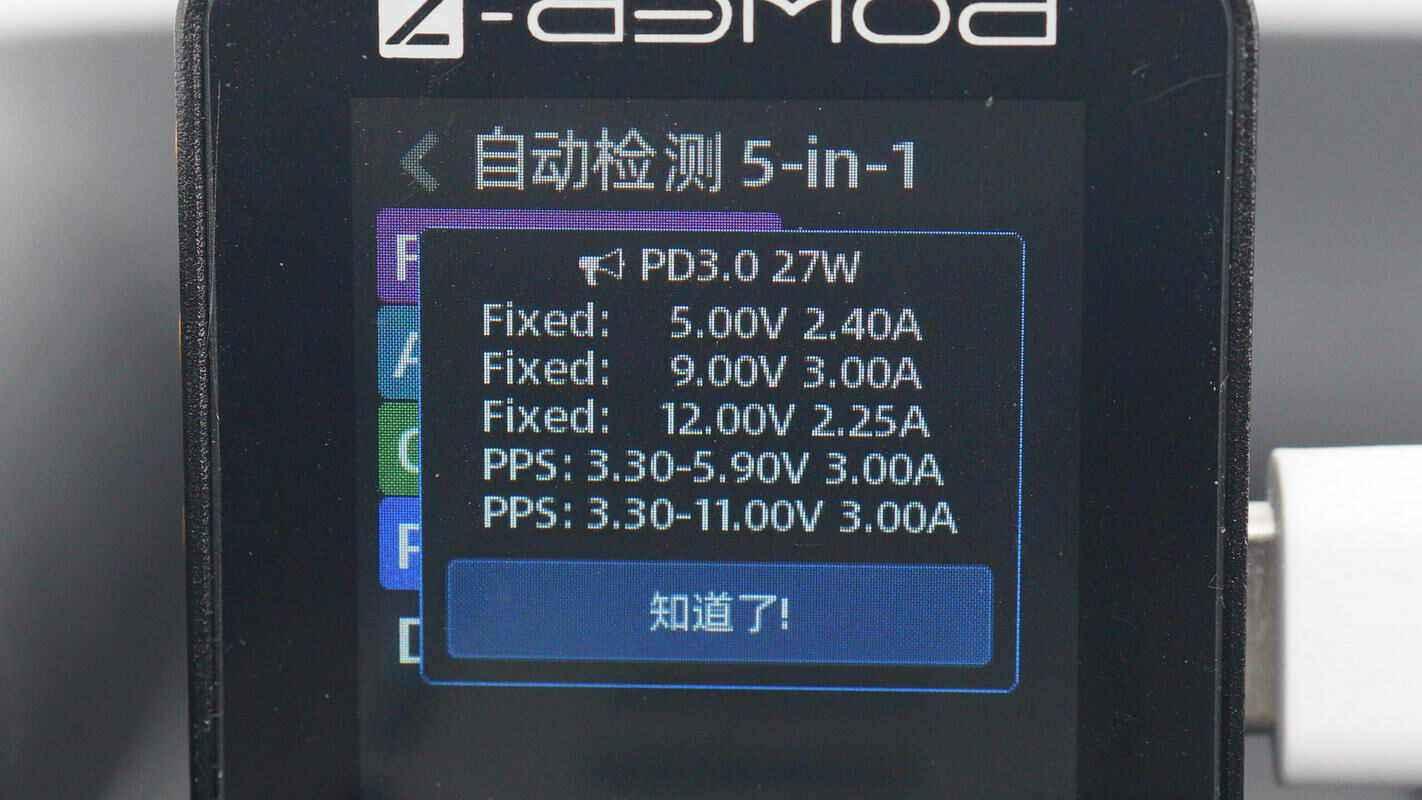 POWER-Z
自动检测 5-in-1
P
PD3.0 27W
Fixed: 5.00V 2.40A
A
Fixed: 9.00V 3.00A
Fixed: 12.00V 2.25A
PPS: 3.30-5.90V 3.00A
PPS: 3.30-11.00V 3.00A
知道了!